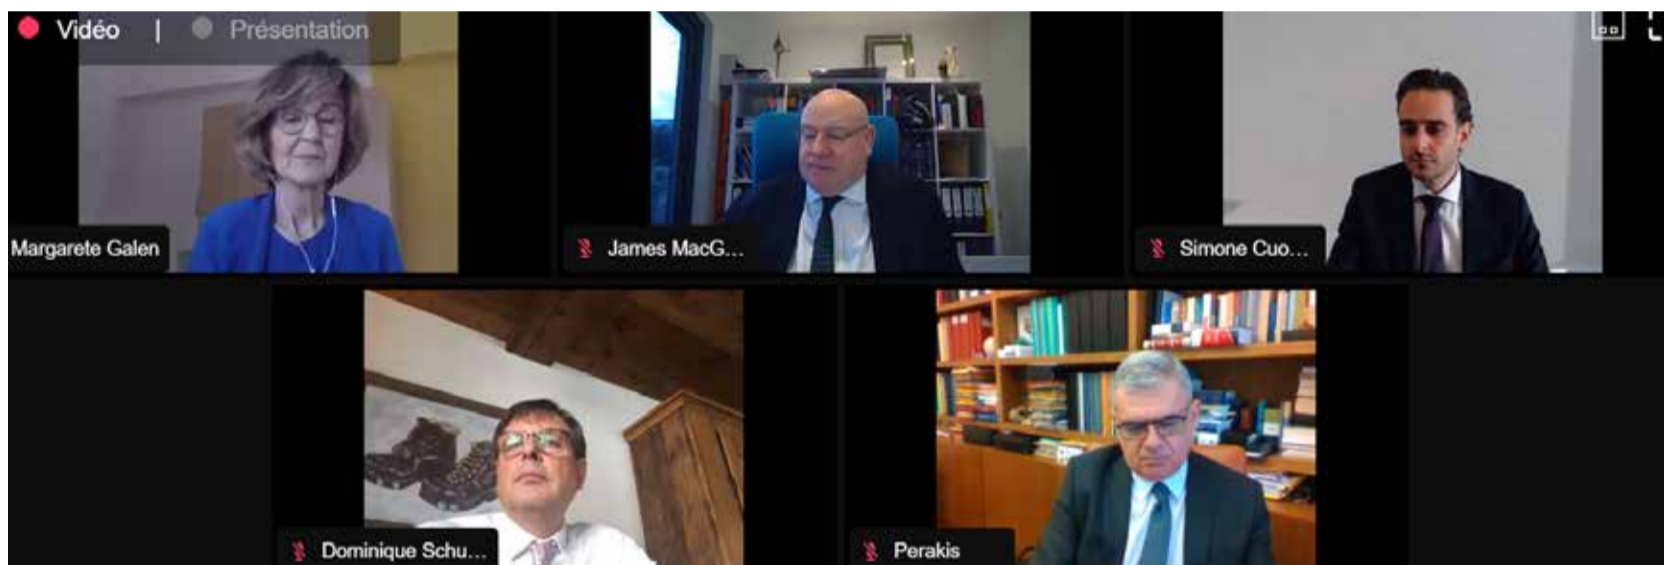 Vidéo | Présentation
Margarete Galen
James MacG...
Simone Cuo...
Dominique Schu...
Perakis